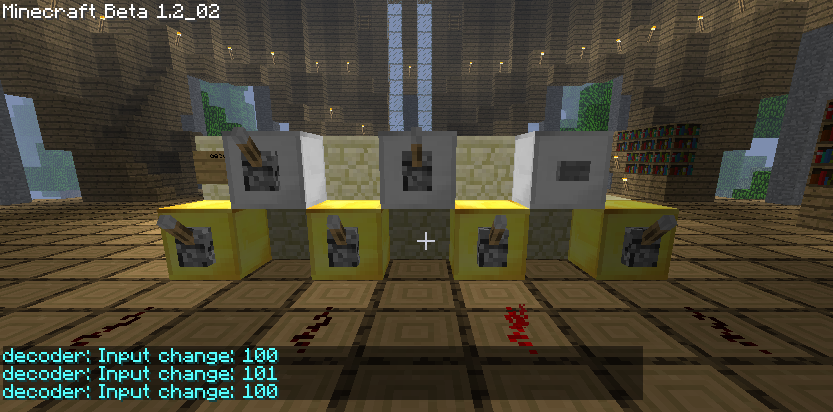 Minecraft Beta 1.2_02
decoder: Input change: 100
decoder: Input change: 101
decoder: Input change: 100